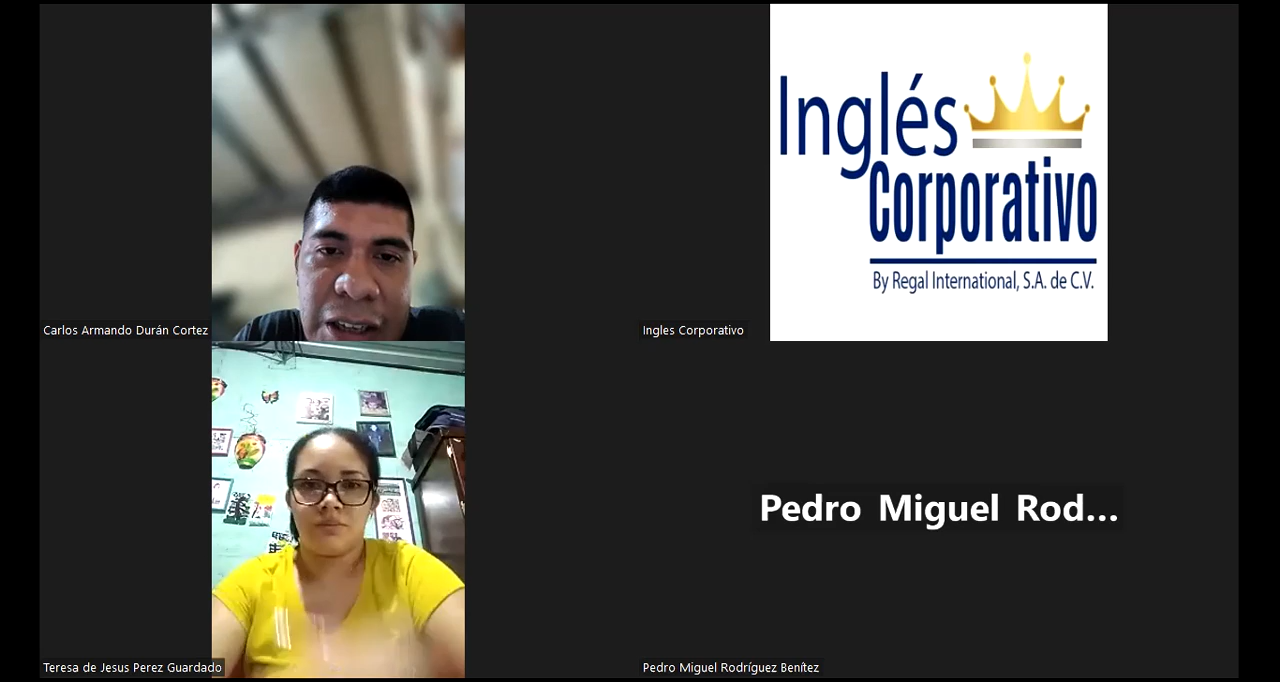 Inglés
Corporativo
By Regal International, S.A. de C.V.
Carlos Armando Durán Cortez
Ingles Corporativo
Pedro Miguel Rod...
Teresa de Jesus Perez Guardado
Pedro Miguel Rodríguez Benítez